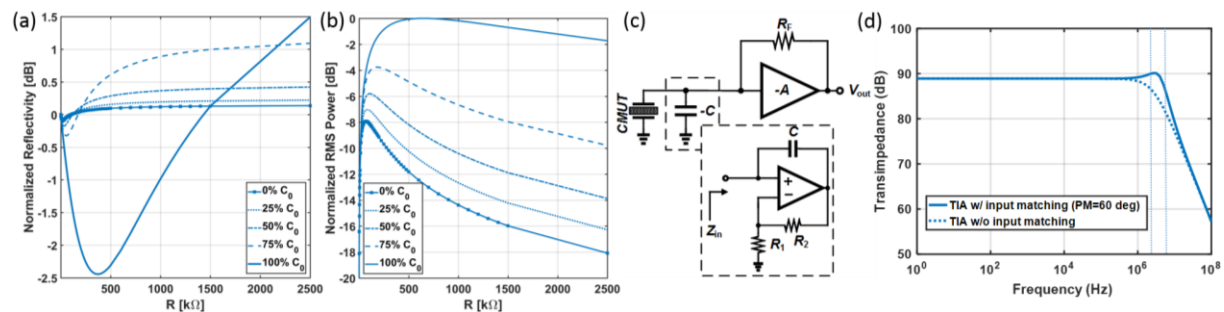 (a)
Normalized Reflectivity [dB]
1.5
1
0.5
0
-0.5
-1
-1.5
-2
-2.5
500
1000
1500
2000
2500
R [kΩ]
0% C0
25% C0
50% C0
75% C0
100% C0
(b)
Normalized RMS Power [dB]
0
-2
-4
-6
-8
-10
-12
-14
-16
-18
-20
500
1000
1500
2000
2500
R [kΩ]
0% C0
25% C0
50% C0
75% C0
100% C0
(c)
RF
-A
Vout
CMUT
-C
C
+
−
Zin
R1
R2
(d)
Transimpedance (dB)
100
90
80
70
60
50
TIA w/ input matching (PM=60 deg)
TIA w/o input matching
10^0
10^2
10^4
10^6
10^8
Frequency (Hz)